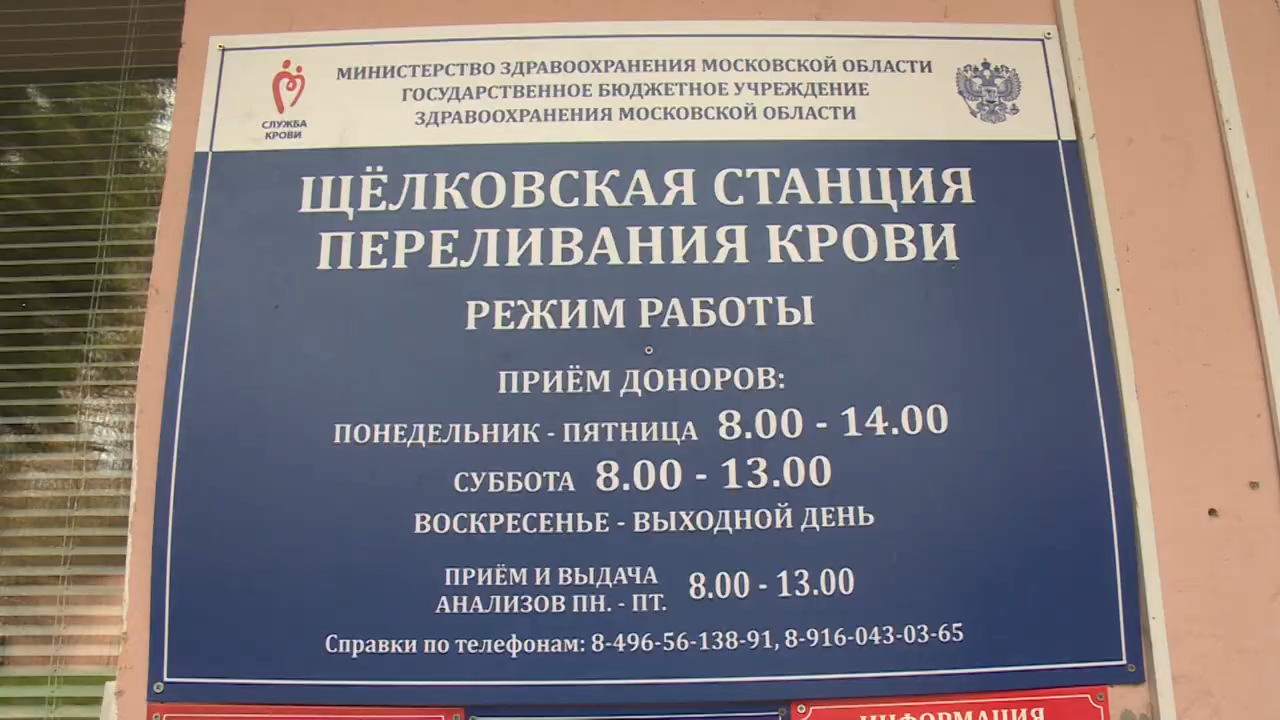 СЛУЖБА
КРОВИ
МИНИСТЕРСТВО ЗДРАВООХРАНЕНИЯ МОСКОВСКОЙ ОБЛАСТИ
ГОСУДАРСТВЕННОЕ БЮДЖЕТНОЕ УЧРЕЖДЕНИЕ
ЗДРАВООХРАНЕНИЯ МОСКОВСКОЙ ОБЛАСТИ
ЩЁЛКОВСКАЯ СТАНЦИЯ
ПЕРЕЛИВАНИЯ КРОВИ
РЕЖИМ РАБОТЫ
ПРИЁМ ДОНОРОВ:
ПОНЕДЕЛЬНИК - ПЯТНИЦА 8.00 - 14.00
СУББОТА 8.00 - 13.00
ВОСКРЕСЕНЬЕ - ВЫХОДНОЙ ДЕНЬ
ПРИЁМ И ВЫДАЧА
АНАЛИЗОВ ПН. - ПТ. 8.00 - 13.00
Справки по телефонам: 8-496-56-138-91, 8-916-043-03-65
ИНФОРМАЦИЯ